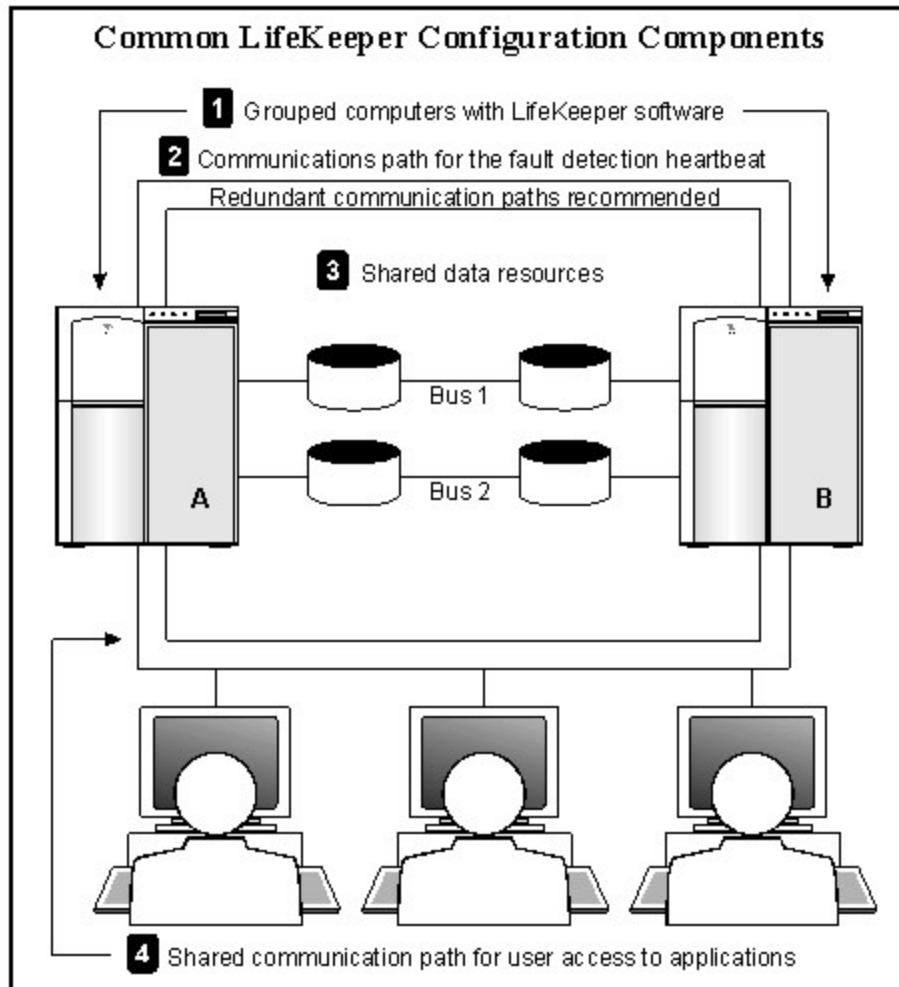 Common LifeKeeper Configuration Components
1 Grouped computers with LifeKeeper software
2 Communications path for the fault detection heartbeat
Redundant communication paths recommended
3 Shared data resources
Bus 1
Bus 2
A
B
4 Shared communication path for user access to applications